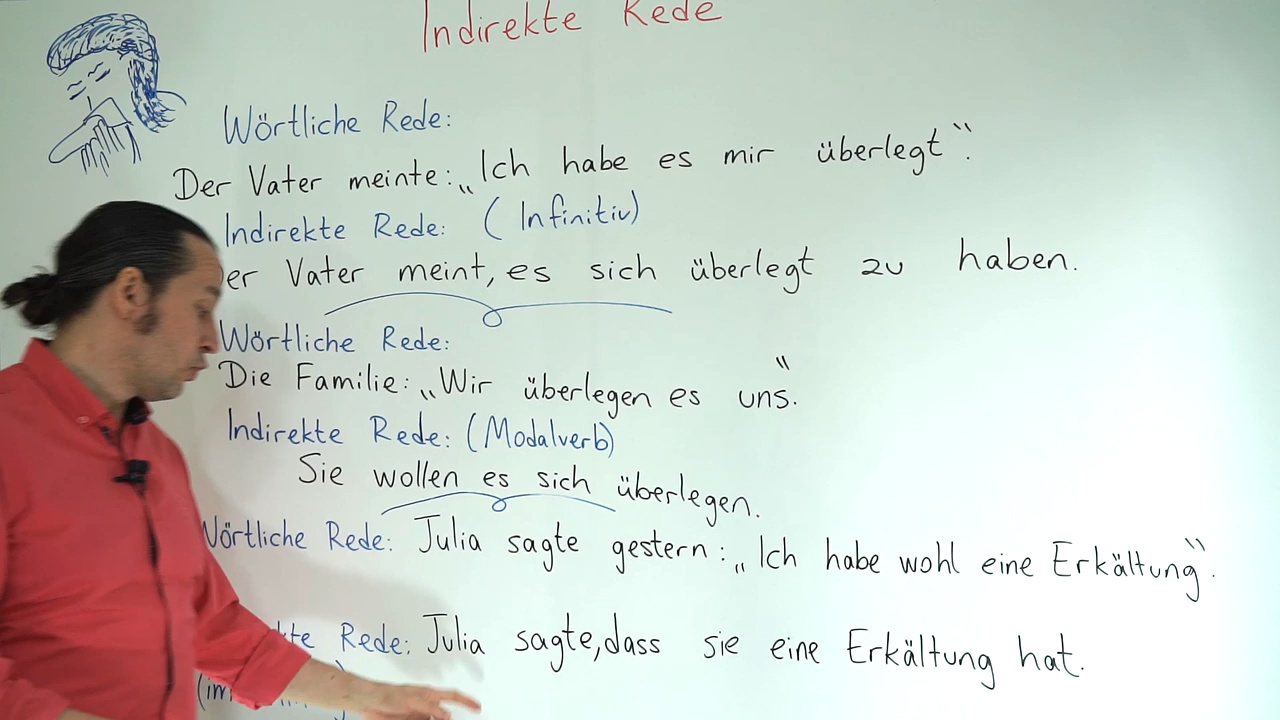 Indirekte Rede
Wörtliche Rede:
Der Vater meinte: „Ich habe es mir überlegt“.
Indirekte Rede: (Infinitiv)
er Vater meint, es sich überlegt zu haben.
Wörtliche Rede:
Die Familie: „Wir überlegen es uns.“
Indirekte Rede: (Modalverb)
Sie wollen es sich überlegen.
Wörtliche Rede: Julia sagte gestern: „Ich habe wohl eine Erkältung“.
kte Rede: Julia sagte, dass sie eine Erkältung hat.